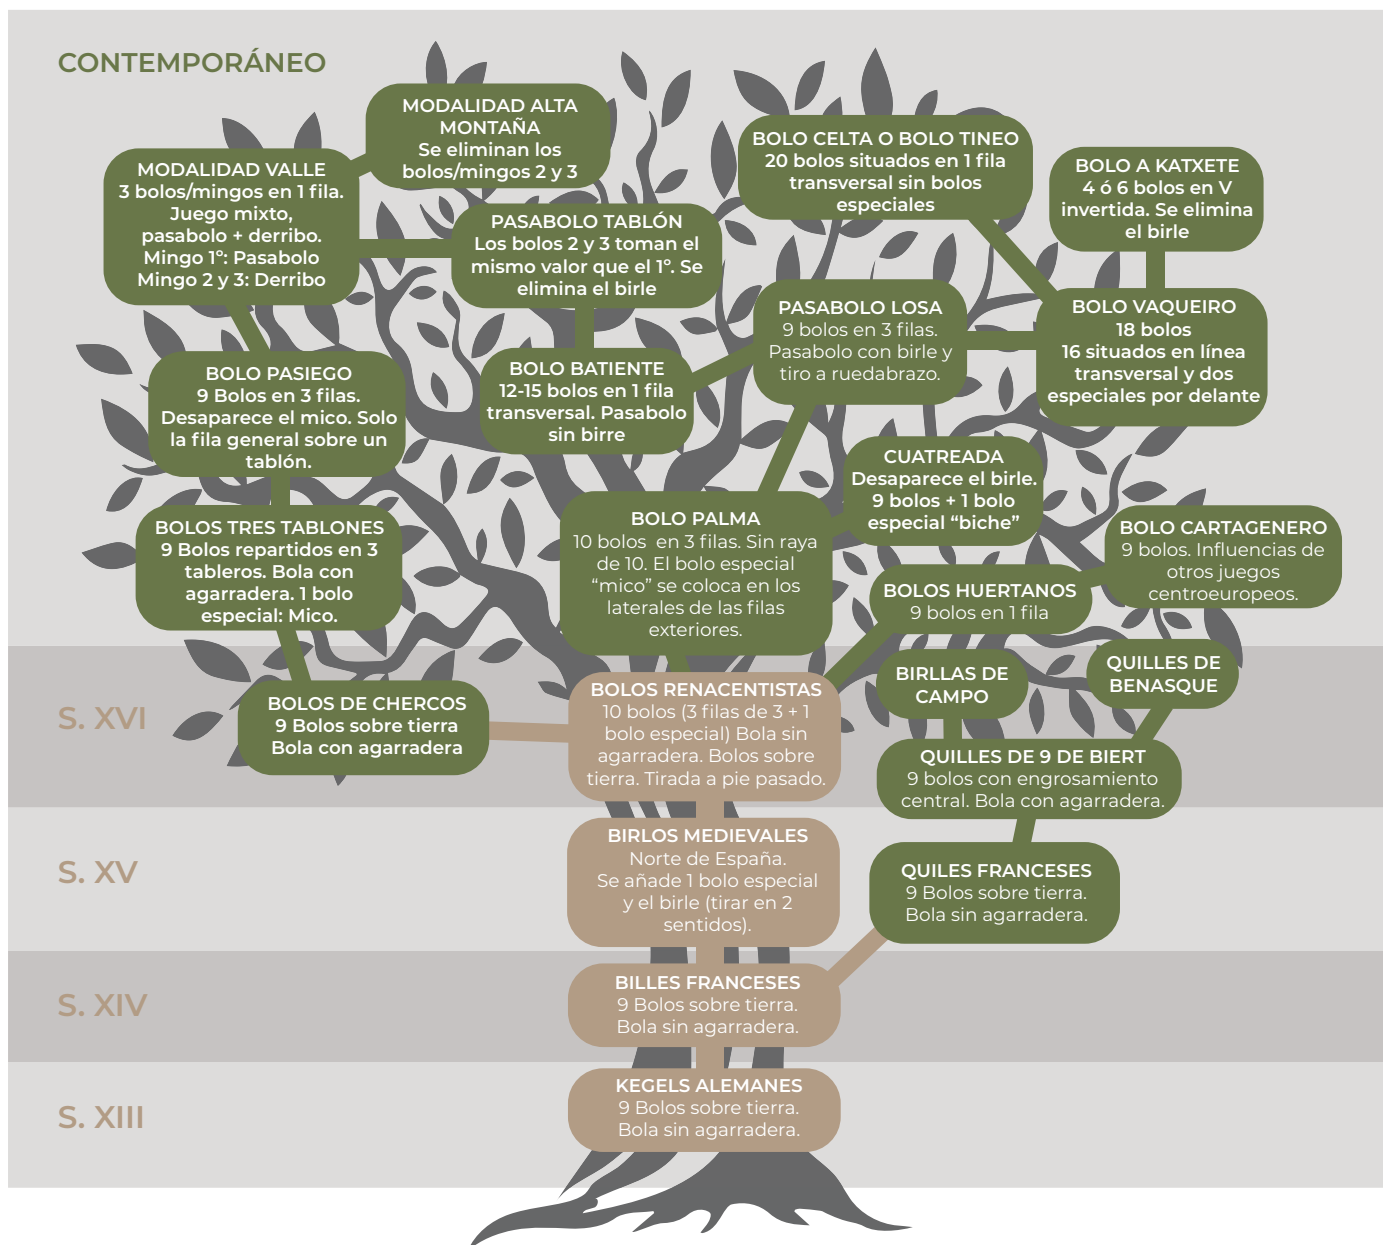 CONTEMPORÁNEO
MODALIDAD ALTA
MONTAÑA
Se eliminan los
bolos/mingos 2 y 3
MODALIDAD VALLE
3 bolos/mingos en 1 fila.
Juego mixto,
pasabolo + derribo.
Mingo 1º: Pasabolo
Mingo 2 y 3: Derribo
BOLO CELTA O BOLO TINEO
20 bolos situados en 1 fila
transversal sin bolos
especiales
BOLO A KATXETE
4 ó 6 bolos en V
invertida. Se elimina
el birle
PASABOLO TABLÓN
Los bolos 2 y 3 toman el
mismo valor que el 1º. Se
elimina el birle
PASABOLO LOSA
9 bolos en 3 filas.
Pasabolo con birle y
tiro a ruedabrazo.
BOLO VAQUEIRO
18 bolos
16 situados en línea
transversal y dos
especiales por delante
BOLO PASIEGO
9 Bolos en 3 filas.
Desaparece el mico. Solo
la fila general sobre un
tablón.
BOLO BATIENTE
12-15 bolos en 1 fila
transversal. Pasabolo
sin birre
CUATREADA
Desaparece el birle.
9 bolos + 1 bolo
especial “biche”
BOLOS TRES TABLONES
9 Bolos repartidos en 3
tableros. Bola con
agarradera. 1 bolo
especial: Mico.
BOLO PALMA
10 bolos en 3 filas. Sin raya
de 10. El bolo especial
“mico” se coloca en los
laterales de las filas
exteriores.
BOLO CARTAGENERO
9 bolos. Influencias de
otros juegos
centroeuropeos.
BOLOS HUERTANOS
9 bolos en 1 fila
S. XVI
BOLOS DE CHERCOS
9 Bolos sobre tierra
Bola con agarradera
BOLOS RENACENTISTAS
10 bolos (3 filas de 3 + 1
bolo especial) Bola sin
agarradera. Bolos sobre
tierra. Tirada a pie pasado.
BIRLLAS DE
CAMPO
QUILLES DE
BENASQUE
QUILLES DE 9 DE BIERT
9 bolos con engrosamiento
central. Bola con agarradera.
S. XV
BIRLOS MEDIEVALES
Norte de España.
Se añade 1 bolo especial
y el birle (tirar en 2
sentidos).
QUILES FRANCESES
9 Bolos sobre tierra.
Bola sin agarradera.
S. XIV
BILLES FRANCESES
9 Bolos sobre tierra.
Bola sin agarradera.
S. XIII
KEGELS ALEMANES
9 Bolos sobre tierra.
Bola sin agarradera.